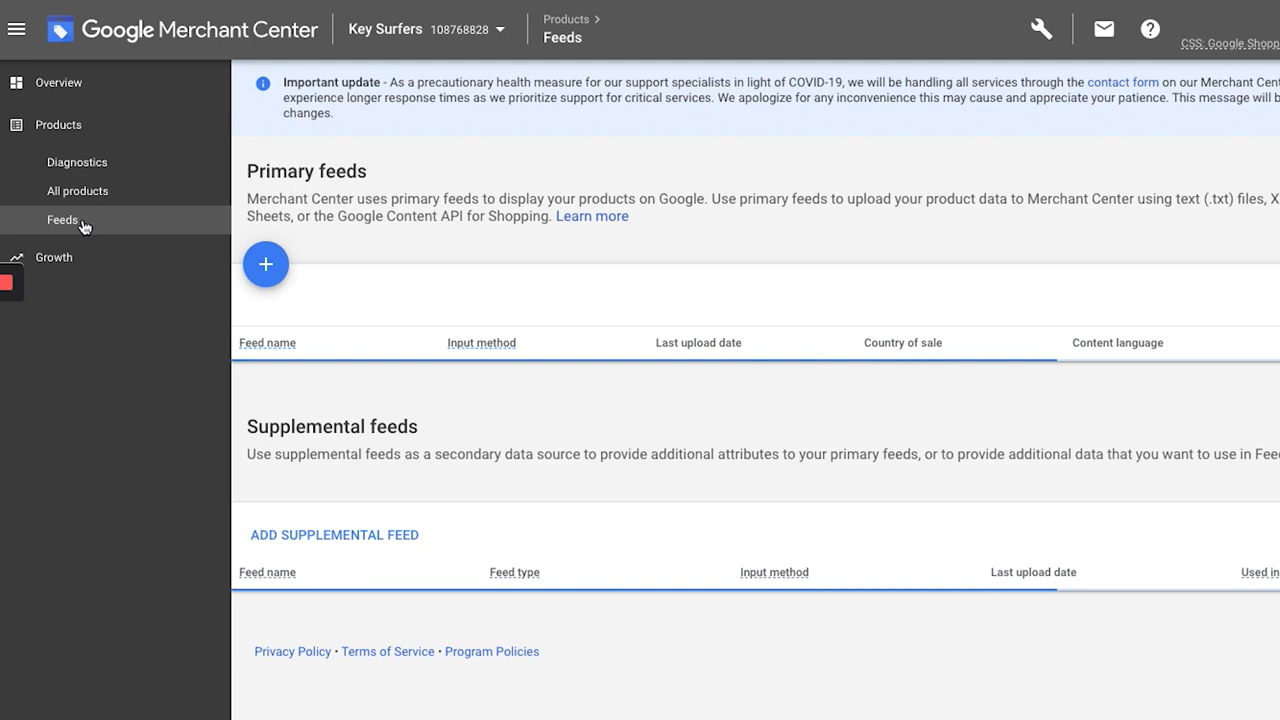 Google Merchant Center
Key Surfers 108768828
Products
Feeds
CSS: Google Shopp
Overview
Products
Diagnostics
All products
Feeds
Growth
Important update - As a precautionary health measure for our support specialists in light of COVID-19, we will be handling all services through the contact form on our Merchant Cent
experience longer response times as we prioritize support for critical services. We apologize for any inconvenience this may cause and appreciate your patience. This message will b
changes.
Primary feeds
Merchant Center uses primary feeds to display your products on Google. Use primary feeds to upload your product data to Merchant Center using text (.txt) files, X
Sheets, or the Google Content API for Shopping. Learn more
Feed name Input method Last upload date Country of sale Content language
Supplemental feeds
Use supplemental feeds as a secondary data source to provide additional attributes to your primary feeds, or to provide additional data that you want to use in Fee
ADD SUPPLEMENTAL FEED
Feed name Feed type Input method Last upload date Used in
Privacy Policy • Terms of Service • Program Policies